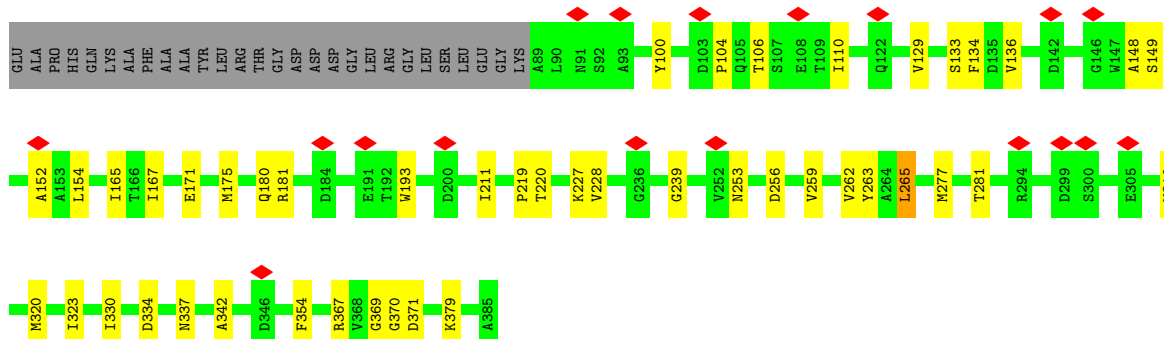 GLU ALA PRO HIS GLN LYS ALA PHE ALA ALA TYR LEU ARG THR GLY ASP ASP ASP GLY LEU ARG GLY LEU SER LEU GLU GLY LYS A89 L90 N91 S92 A93 Y100 D103 P104 Q105 T106 S107 E108 T109 I110 Q122 V129 S133 F134 D135 V136 D142 G146 W147 A148 S149
A152 A153 L154 I165 T166 I167 E171 M175 Q180 R181 D184 E191 T192 W193 D200 I211 P219 T220 K227 V228 G236 G239 V252 N253 D256 V259 V262 Y263 A264 L265 M277 T281 R294 D299 S300 E305
M320 I323 I330 D334 N337 A342 D346 F354 R367 V368 G369 G370 D371 K379 A385